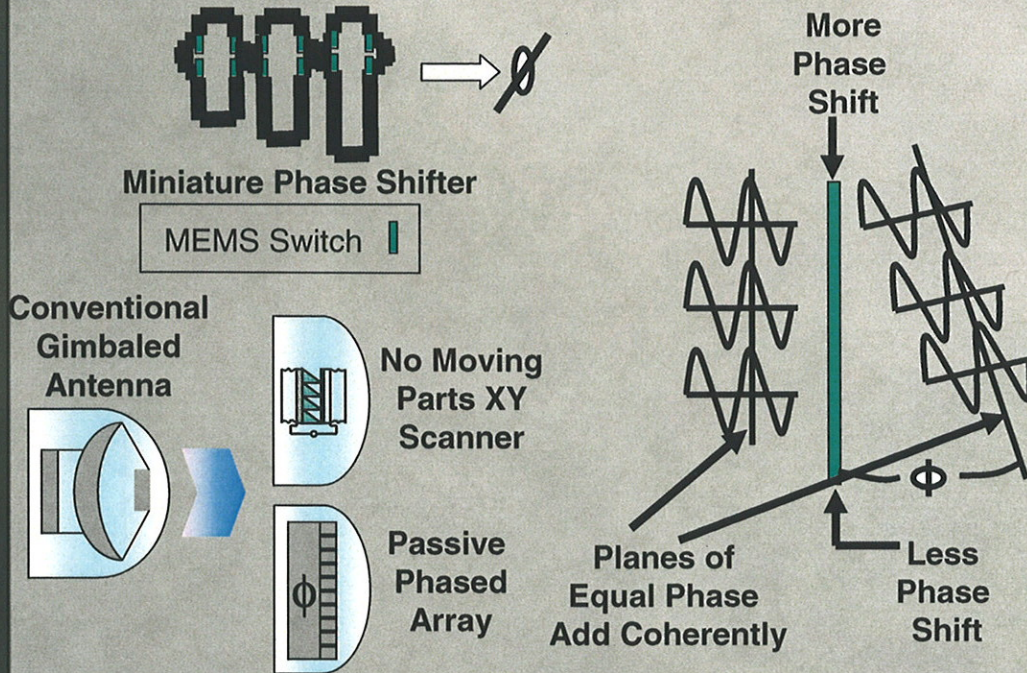 Miniature Phase Shifter
MEMS Switch
Conventional
Gimbaled
Antenna
No Moving
Parts XY
Scanner
ϕ
Passive
Phased
Array
More
Phase
Shift
Φ
Planes of
Equal Phase
Add Coherently
Less
Phase
Shift